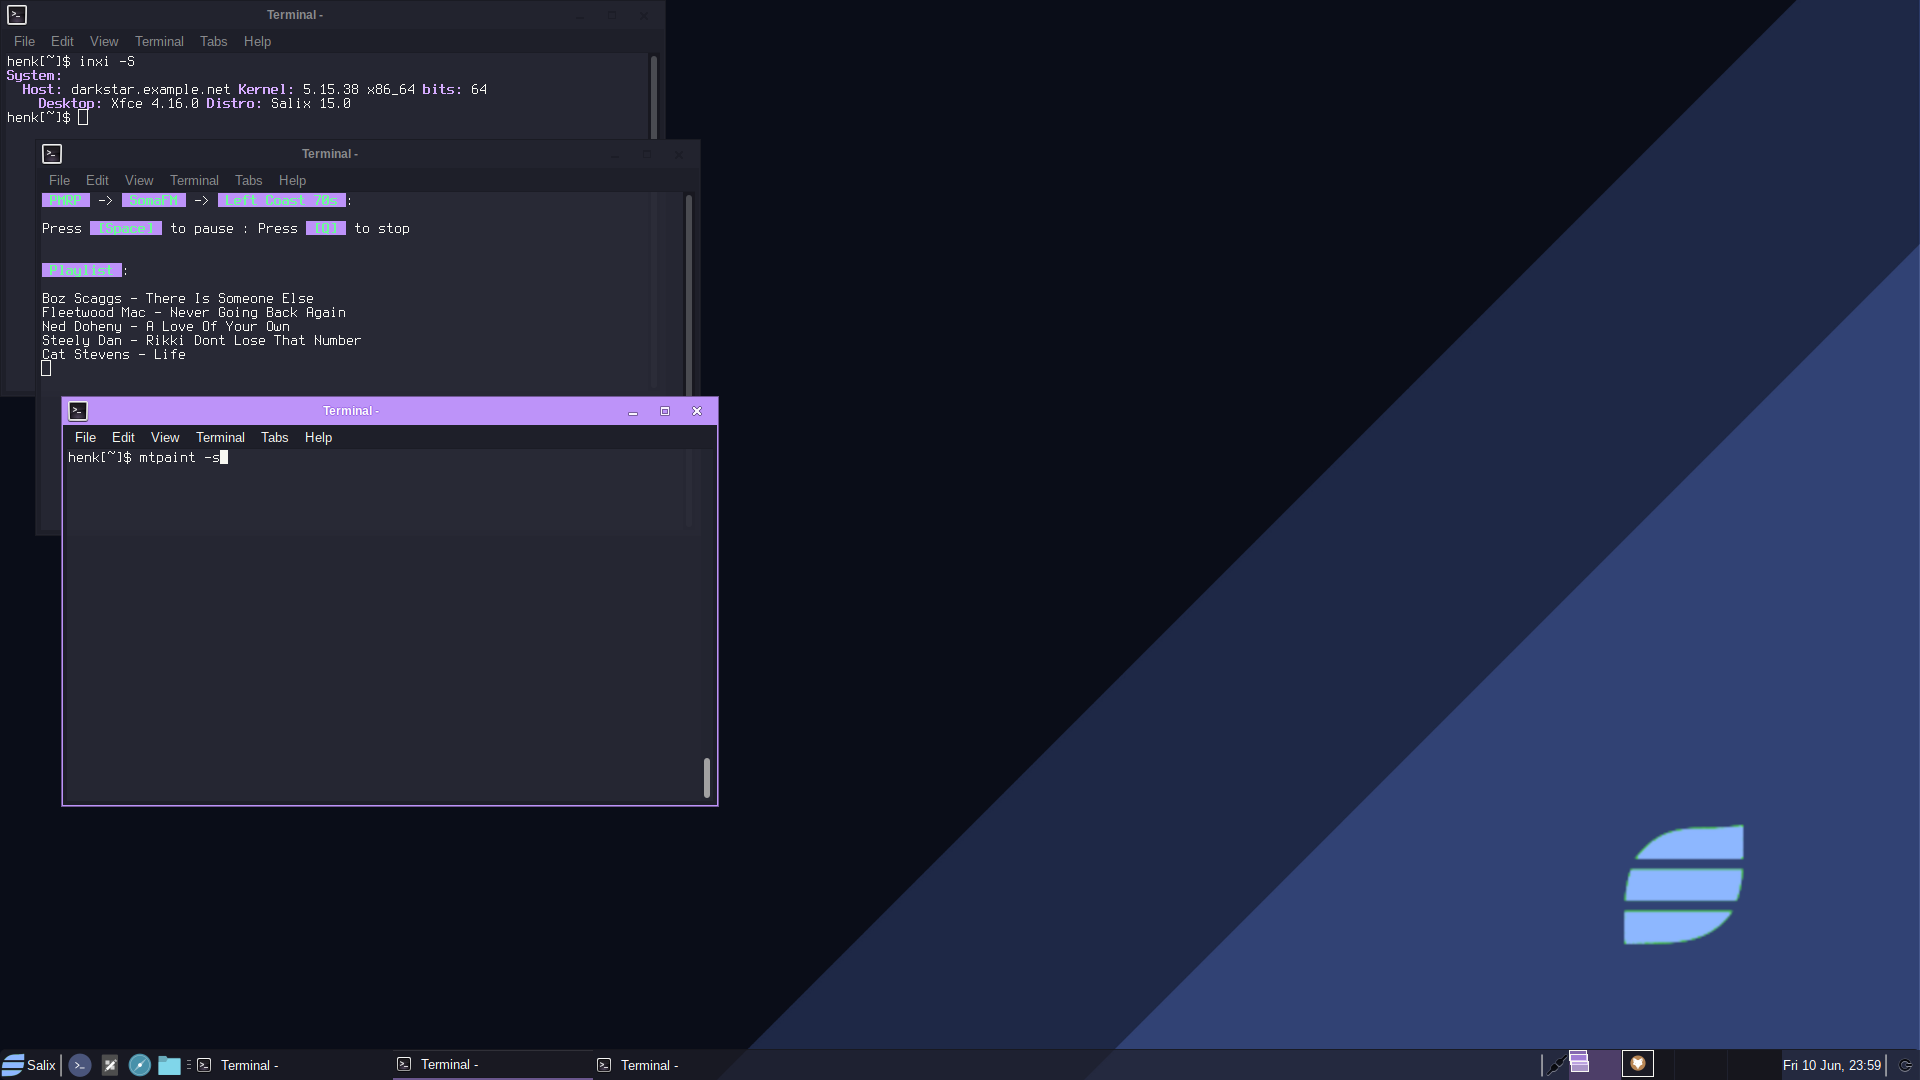 Terminal -
File Edit View Terminal Tabs Help
henk[~]$ inxi -S
System:
Host: darkstar.example.net Kernel: 5.15.38 x86_64 bits: 64
Desktop: Xfce 4.16.0 Distro: Salix 15.0
henk[~]$
Terminal -
File Edit View Terminal Tabs Help
PMRP -> SomaFM -> Left Coast 70s :
Press [Space] to pause : Press [Q] to stop
Playlist :
Boz Scaggs - There Is Someone Else
Fleetwood Mac - Never Going Back Again
Ned Doheny - A Love Of Your Own
Steely Dan - Rikki Dont Lose That Number
Cat Stevens - Life
Terminal -
File Edit View Terminal Tabs Help
henk[~]$ mtpaint -s
Salix Terminal - Terminal - Terminal - Fri 10 Jun, 23:59